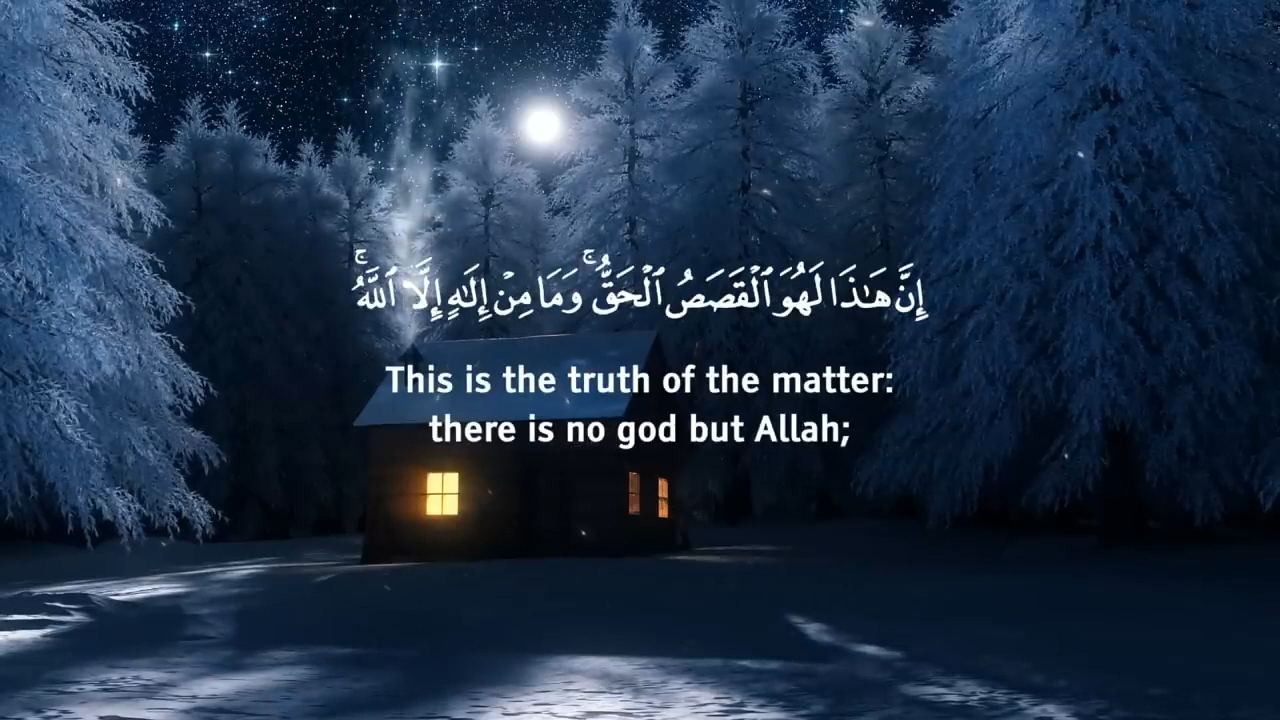 إِنَّ هَـٰذَا لَهُوَ ٱلْقَصَصُ ٱلْحَقُّ ۚ وَمَا مِنْ إِلَـٰهٍ إِلَّا ٱللَّهُ ۚ
This is the truth of the matter:
there is no god but Allah;